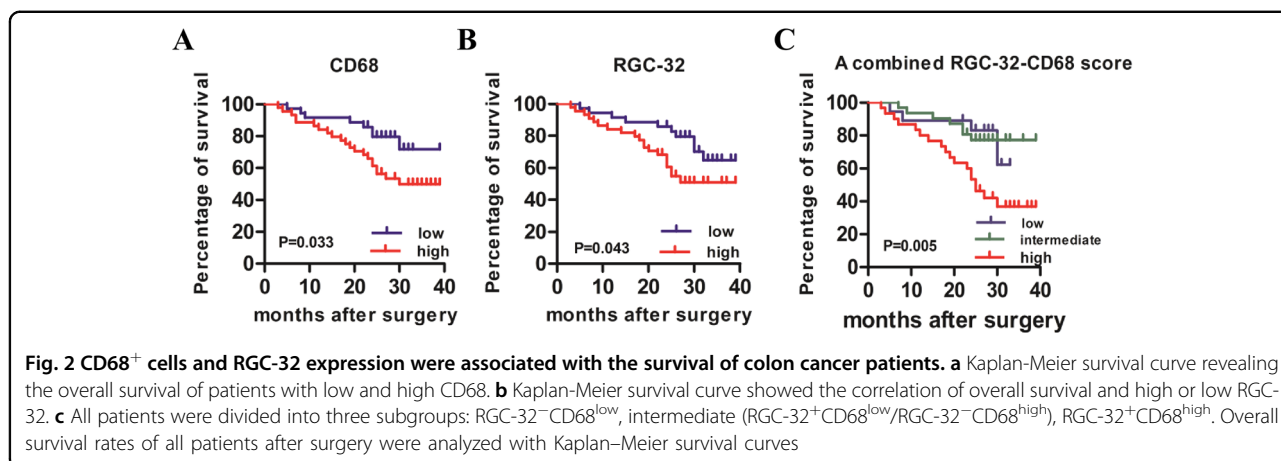 A
B
C
CD68
RGC-32
A combined RGC-32-CD68 score
Percentage of survival
100
80
60
40
20
0
P=0.033
low
high
0 10 20 30 40
months after surgery
Percentage of survival
100
80
60
40
20
0
P=0.043
low
high
0 10 20 30 40
months after surgery
Percentage of survival
100
80
60
40
20
0
P=0.005
low
intermediate
high
0 10 20 30 40
months after surgery
Fig. 2 CD68⁺ cells and RGC-32 expression were associated with the survival of colon cancer patients. a Kaplan-Meier survival curve revealing
the overall survival of patients with low and high CD68. b Kaplan-Meier survival curve showed the correlation of overall survival and high or low RGC-
32. c All patients were divided into three subgroups: RGC-32⁻CD68ˡᵒʷ, intermediate (RGC-32⁺CD68ˡᵒʷ/RGC-32⁻CD68ʰⁱᵍʰ), RGC-32⁺CD68ʰⁱᵍʰ. Overall
survival rates of all patients after surgery were analyzed with Kaplan–Meier survival curves